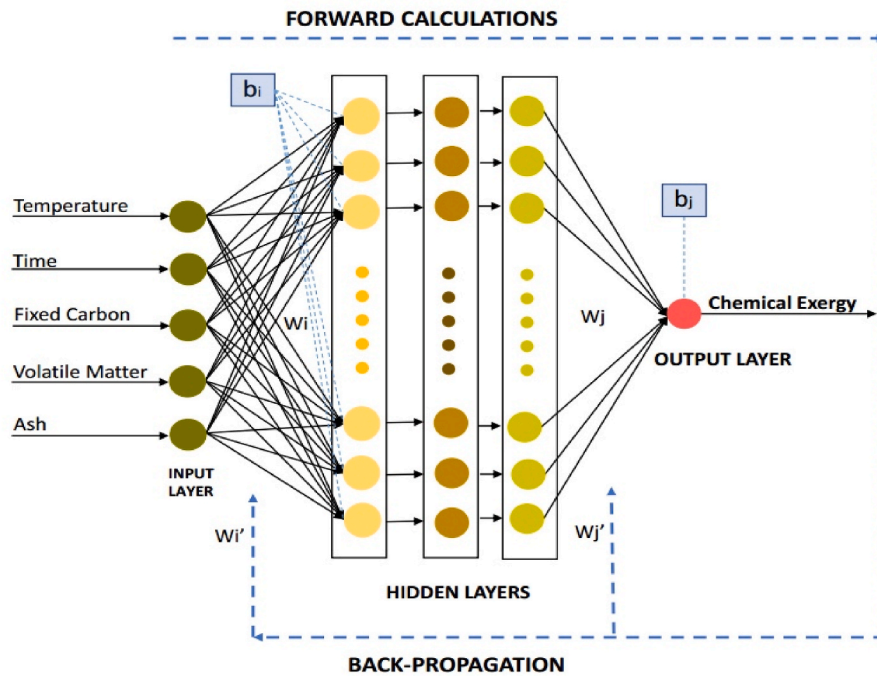 FORWARD CALCULATIONS
bi
Temperature
Time
Fixed Carbon
Volatile Matter
Ash
INPUT
LAYER
Wi
Wj
bj
Chemical Exergy
OUTPUT LAYER
Wi’
Wj’
HIDDEN LAYERS
BACK-PROPAGATION